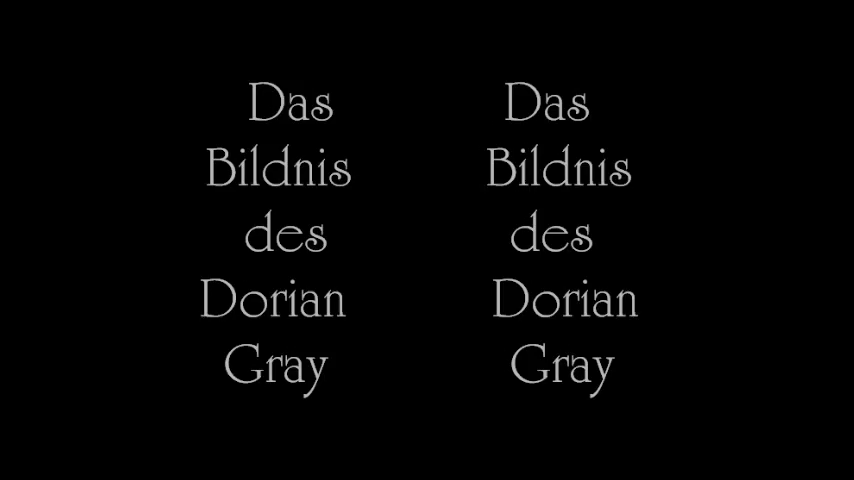 Das Das
Bildnis Bildnis
des des
Dorian Dorian
Gray Gray